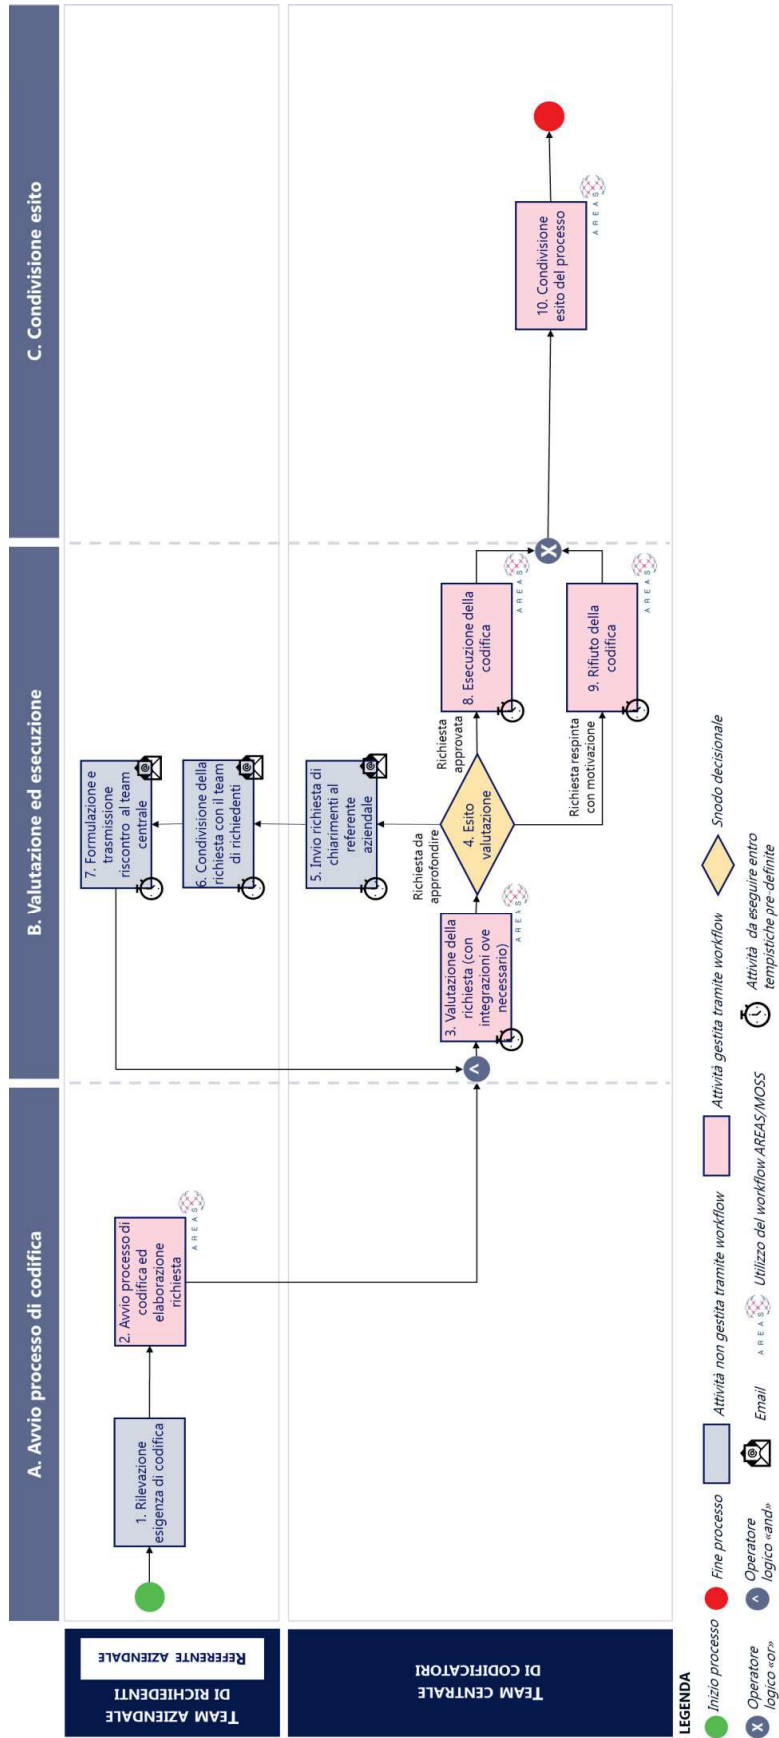 A. Avvio processo di codifica
B. Valutazione ed esecuzione
C. Condivisione esito
TEAM AZIENDALE
DI RICHIEDENTI
REFERENTE AZIENDALE
TEAM CENTRALE
DI CODIFICATORI
1. Rilevazione
esigenza di codifica
2. Avvio processo di
codifica ed
elaborazione
richiesta
AREAS
3. Valutazione della
richiesta (con
integrazioni ove
necessario)
AREAS
4. Esito
valutazione
Richiesta da
approfondire
5. Invio richiesta di
chiarimenti al
referente
aziendale
6. Condivisione della
richiesta con il team
di richiedenti
7. Formulazione e
trasmissione
riscontro al team
centrale
Richiesta
approvata
8. Esecuzione della
codifica
AREAS
Richiesta respinta
con motivazione
9. Rifiuto della
codifica
AREAS
X
^
10. Condivisione
esito del processo
AREAS
LEGENDA
Inizio processo
Fine processo
Attività non gestita tramite workflow
Attività gestita tramite workflow
Snodo decisionale
X
Operatore
logico «or»
^
Operatore
logico «and»
Email
AREAS
Utilizzo del workflow AREAS/MOSS
Attività da eseguire entro
tempistiche pre-definite